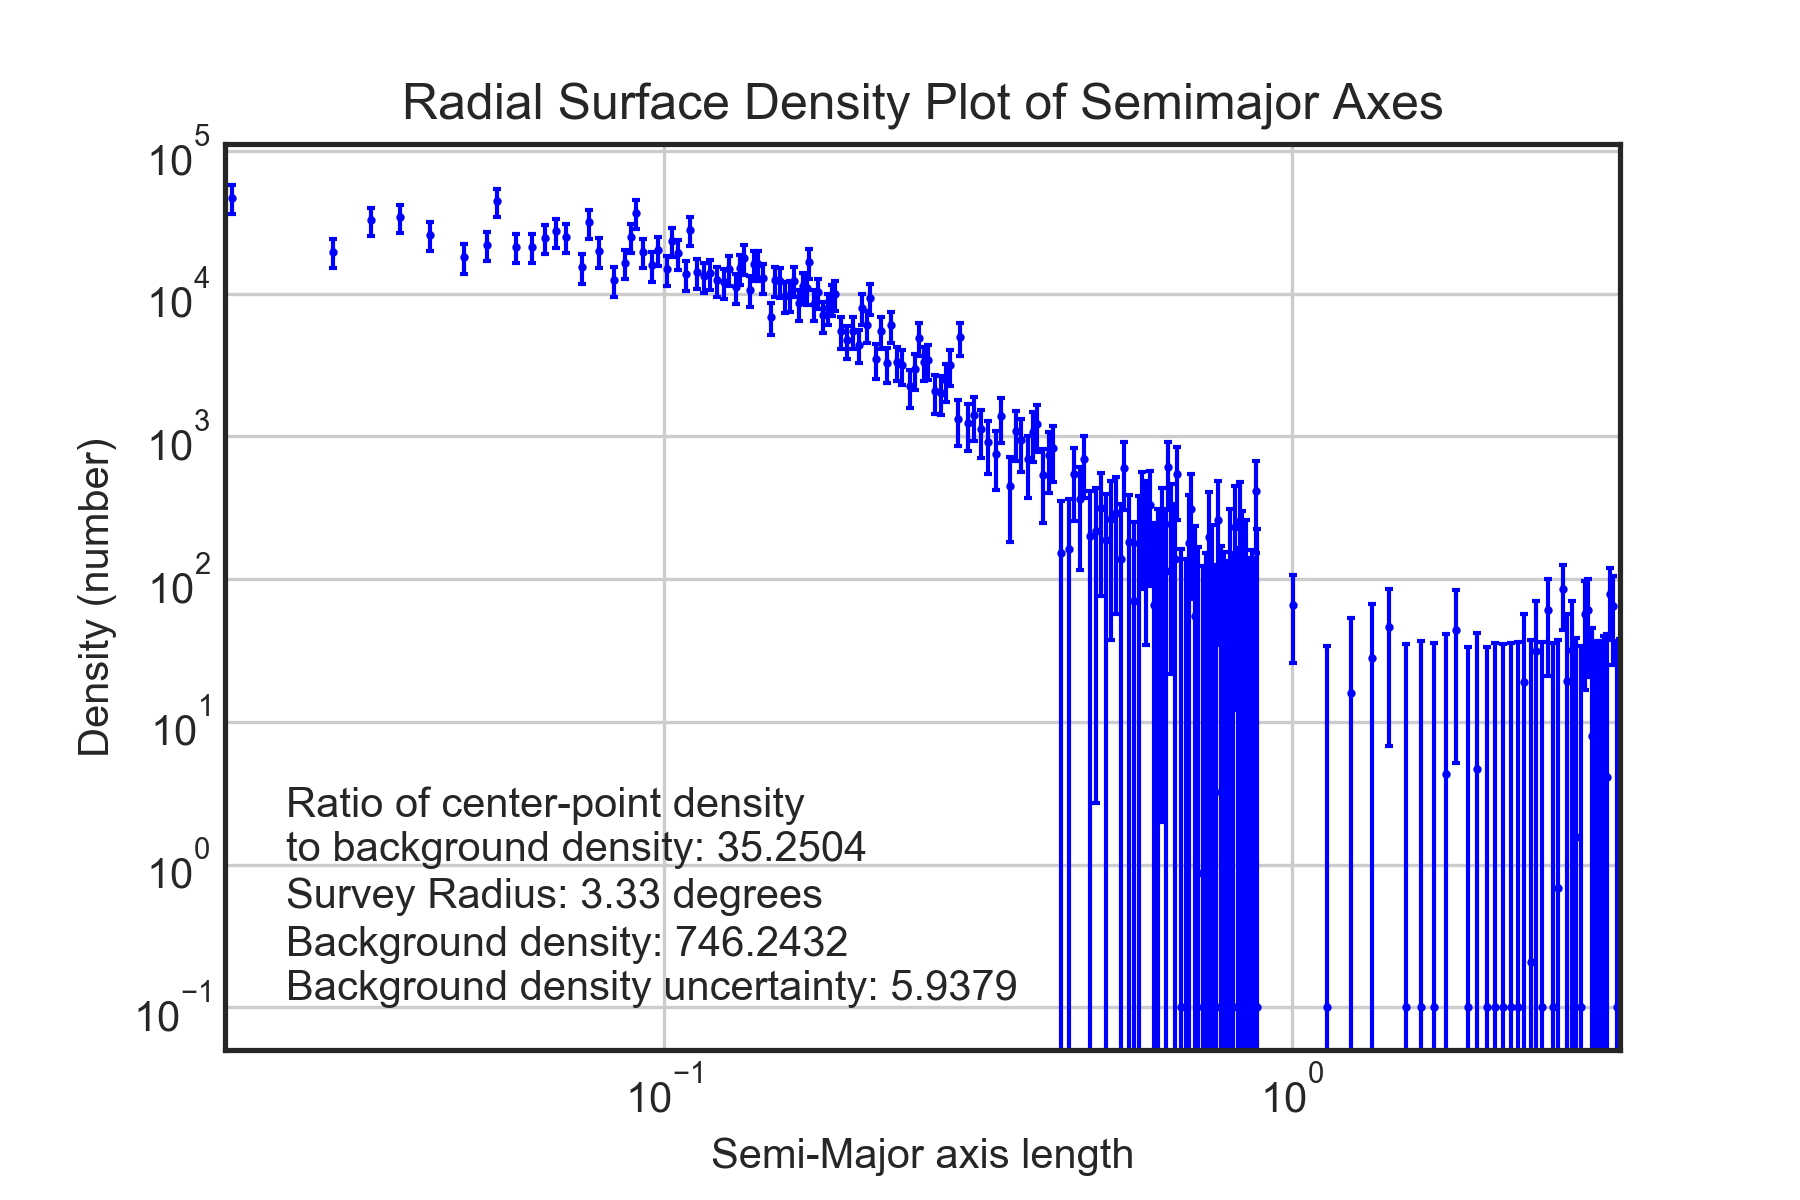 Radial Surface Density Plot of Semimajor Axes
10^5
10^4
10^3
10^2
10^1
10^0
10^−1
Density (number)
Ratio of center-point density
to background density: 35.2504
Survey Radius: 3.33 degrees
Background density: 746.2432
Background density uncertainty: 5.9379
10^−1
10^0
Semi-Major axis length